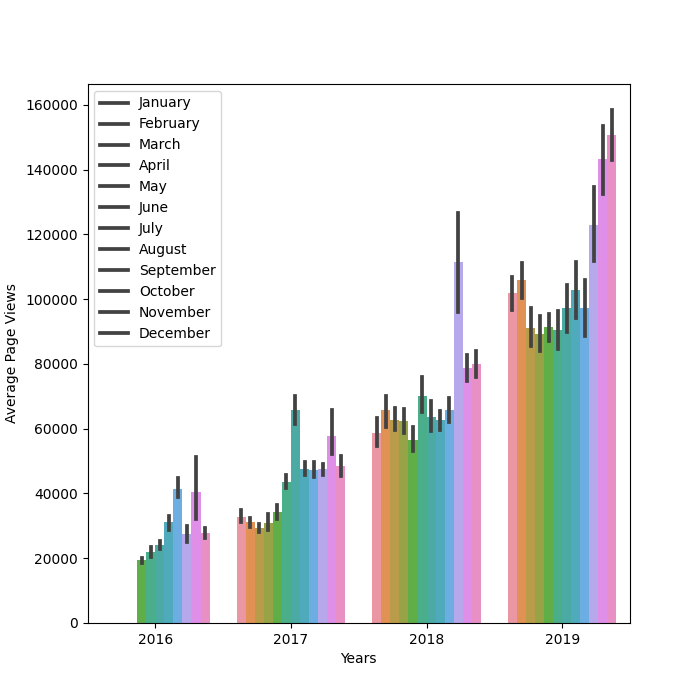 January
February
March
April
May
June
July
August
September
October
November
December
160000
140000
120000
100000
80000
60000
40000
20000
0
Average Page Views
2016 2017 2018 2019
Years